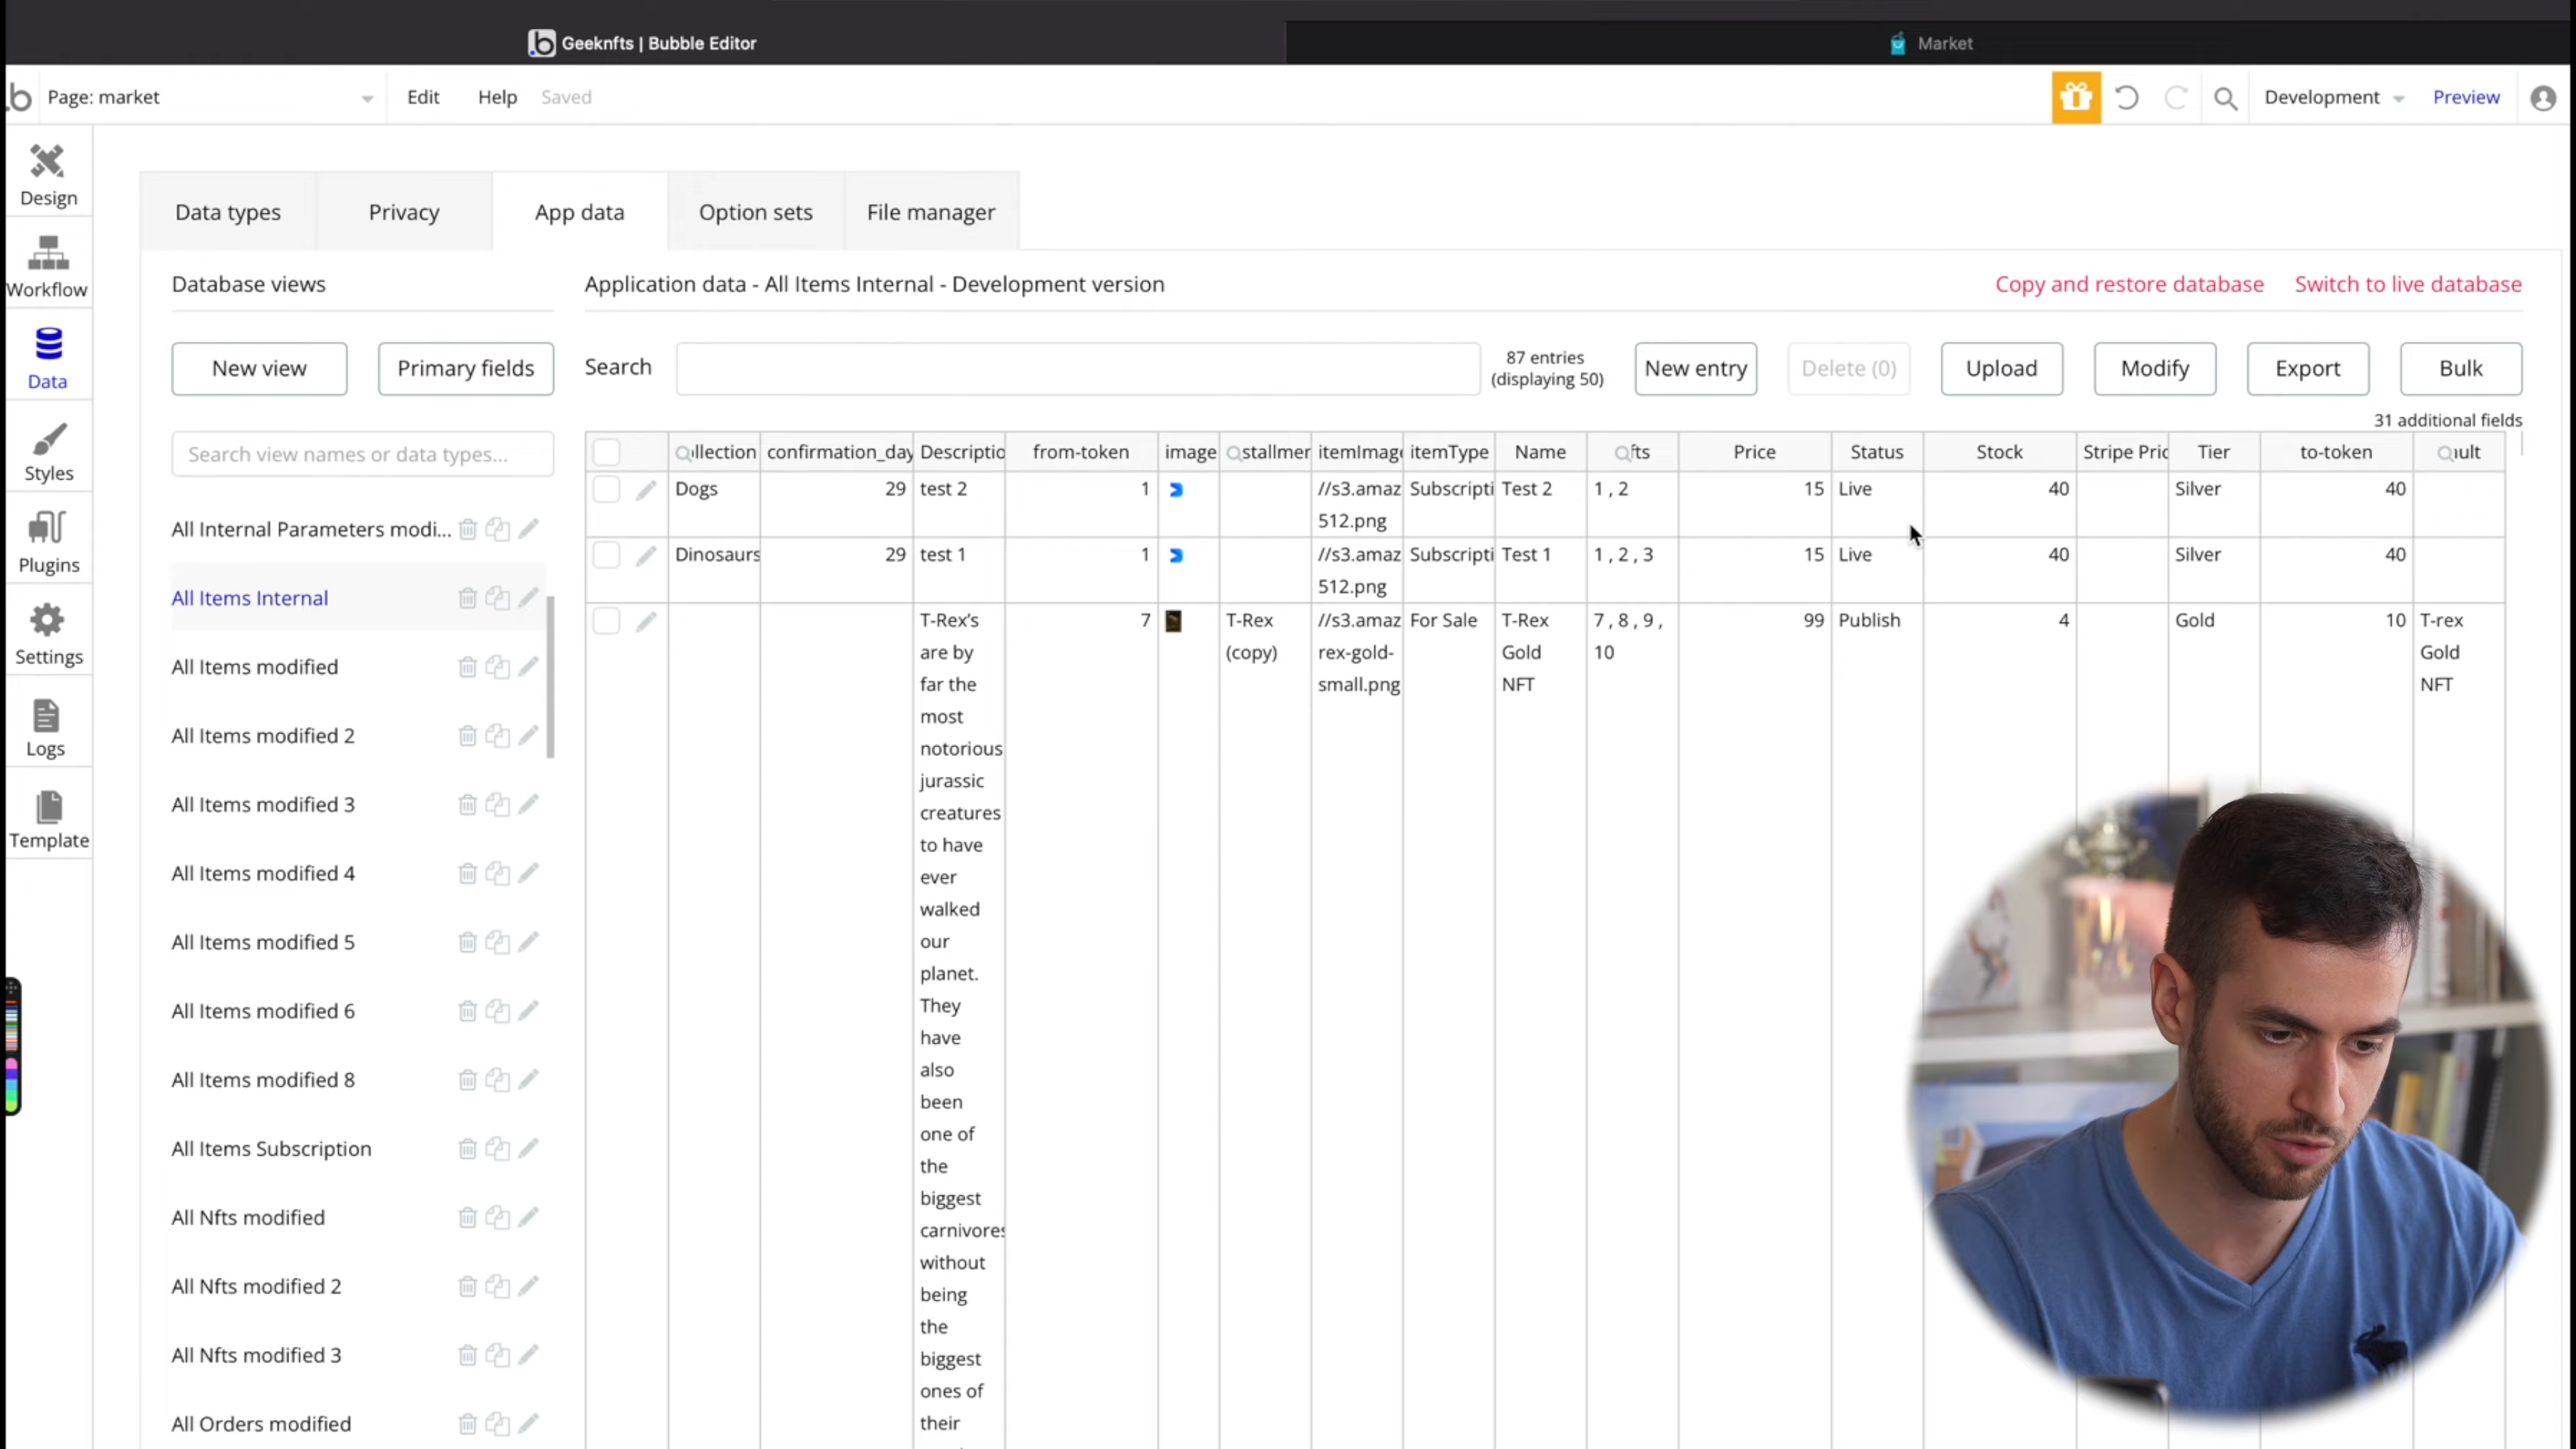 Geeknfts | Bubble Editor
Market
Page: market
Edit
Help
Saved
Development
Preview
Design
Workflow
Data
Styles
Plugins
Settings
Logs
Template
Data types
Privacy
App data
Option sets
File manager
Database views
Application data - All Items Internal - Development version
Copy and restore database
Switch to live database
New view
Primary fields
Search
87 entries
(displaying 50)
New entry
Delete (0)
Upload
Modify
Export
Bulk
31 additional fields
Search view names or data types...
All Internal Parameters modi...
All Items Internal
All Items modified
All Items modified 2
All Items modified 3
All Items modified 4
All Items modified 5
All Items modified 6
All Items modified 8
All Items Subscription
All Nfts modified
All Nfts modified 2
All Nfts modified 3
All Orders modified
llection confirmation_day Descriptio from-token image stallmer itemImag itemType Name fts Price Status Stock Stripe Pric Tier to-token ult
Dogs 29 test 2 1 //s3.amaz Subscripti Test 2 1 , 2 15 Live 40 Silver 40
512.png
Dinosaurs 29 test 1 1 //s3.amaz Subscripti Test 1 1 , 2 , 3 15 Live 40 Silver 40
512.png
T-Rex's 7 T-Rex //s3.amaz For Sale T-Rex 7 , 8 , 9 , 99 Publish 4 Gold 10 T-rex
are by (copy) rex-gold- Gold 10 Gold
far the small.png NFT NFT
most
notorious
jurassic
creatures
to have
ever
walked
our
planet.
They
have
also
been
one of
the
biggest
carnivores
without
being
the
biggest
ones of
their